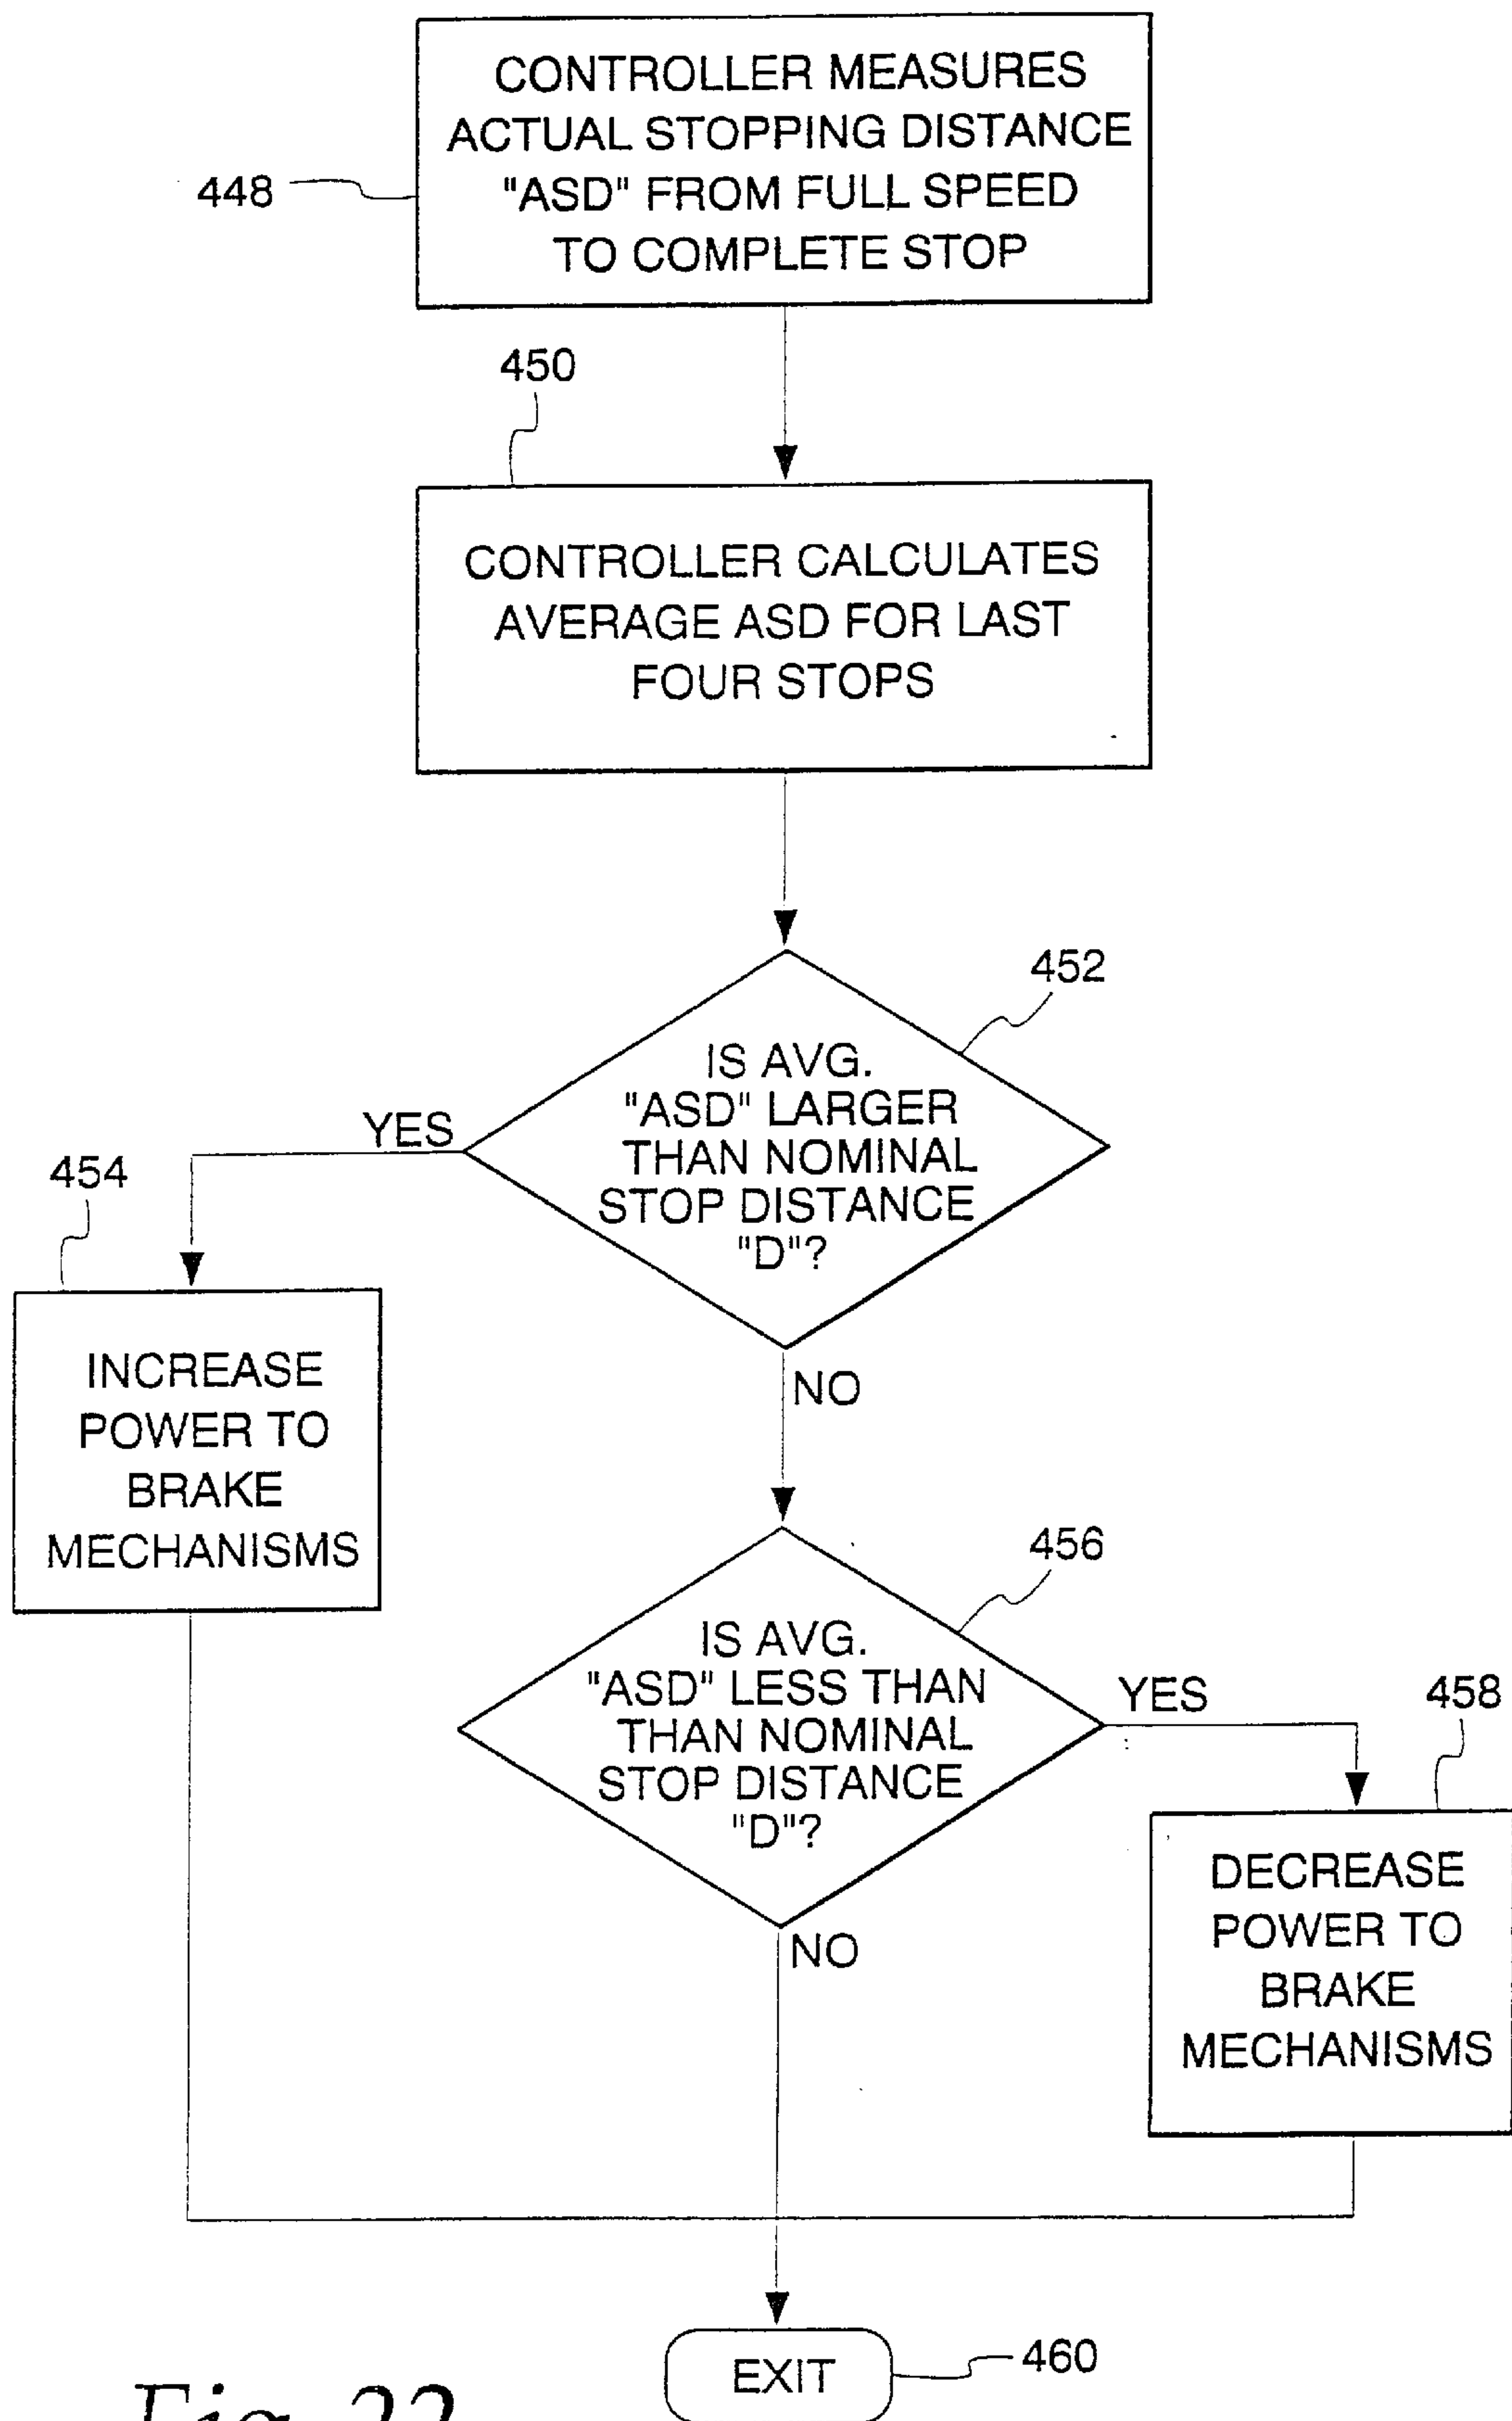 CONTROLLER MEASURES
ACTUAL STOPPING DISTANCE
"ASD" FROM FULL SPEED
TO COMPLETE STOP
448
450
CONTROLLER CALCULATES
AVERAGE ASD FOR LAST
FOUR STOPS
452
IS AVG.
"ASD" LARGER
THAN NOMINAL
STOP DISTANCE
"D"?
YES
454
INCREASE
POWER TO
BRAKE
MECHANISMS
NO
456
IS AVG.
"ASD" LESS THAN
THAN NOMINAL
STOP DISTANCE
"D"?
YES
458
DECREASE
POWER TO
BRAKE
MECHANISMS
NO
EXIT
460
Fig. 22